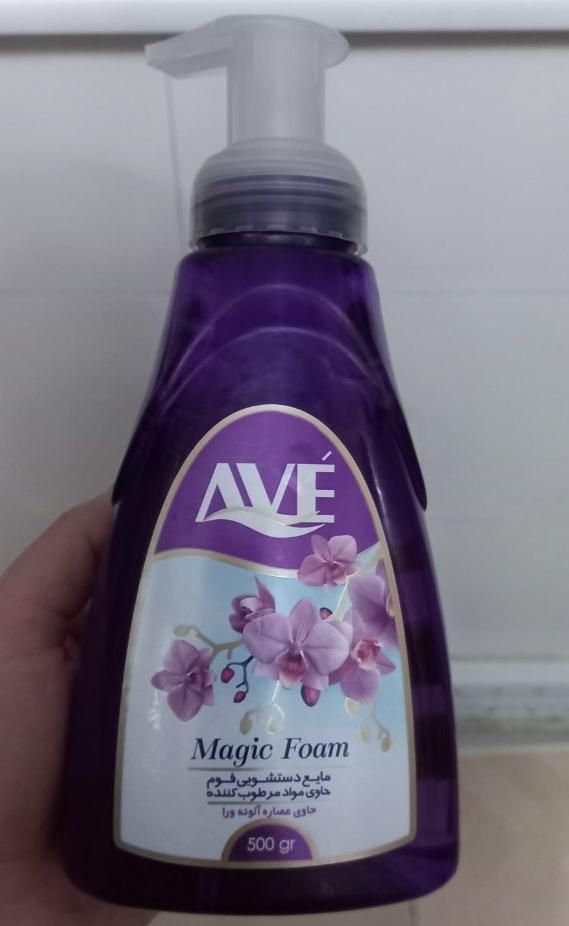 AVÉ
Magic Foam
مایع دستشویی فوم
حاوی مواد مرطوب کننده
حاوی عصاره آلوئه ورا
500 gr